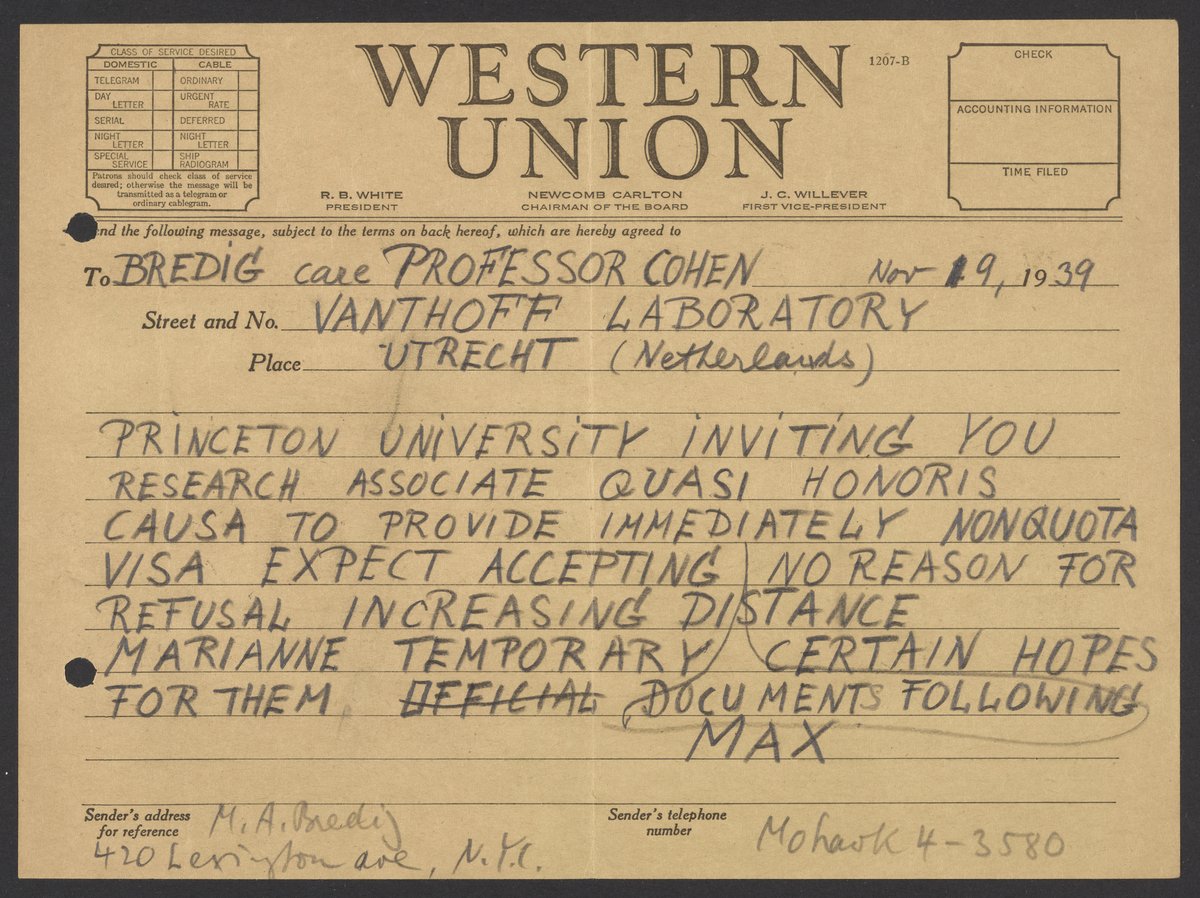 CLASS OF SERVICE DESIRED
DOMESTIC CABLE
TELEGRAM ORDINARY
DAY LETTER URGENT RATE
SERIAL DEFERRED
NIGHT LETTER NIGHT LETTER
SPECIAL SERVICE SHIP RADIOGRAM
Patrons should check class of service
desired; otherwise the message will be
transmitted as a telegram or
ordinary cablegram.
WESTERN
UNION
1207-B
R. B. WHITE
PRESIDENT
NEWCOMB CARLTON
CHAIRMAN OF THE BOARD
J. C. WILLEVER
FIRST VICE-PRESIDENT
CHECK
ACCOUNTING INFORMATION
TIME FILED
end the following message, subject to the terms on back hereof, which are hereby agreed to
To BREDIG care PROFESSOR COHEN Nov 19, 1939
Street and No. VANTHOFF LABORATORY
Place UTRECHT (Netherlands)
PRINCETON UNIVERSITY INVITING YOU
RESEARCH ASSOCIATE QUASI HONORIS
CAUSA TO PROVIDE IMMEDIATELY NONQUOTA
VISA EXPECT ACCEPTING NO REASON FOR
REFUSAL INCREASING DISTANCE
MARIANNE TEMPORARY CERTAIN HOPES
FOR THEM OFFICIAL DOCUMENTS FOLLOWING
MAX
Sender's address
for reference
M. A. Bredig
420 Lexington ave, N.Y.C.
Sender's telephone
number
Mohawk 4-3580